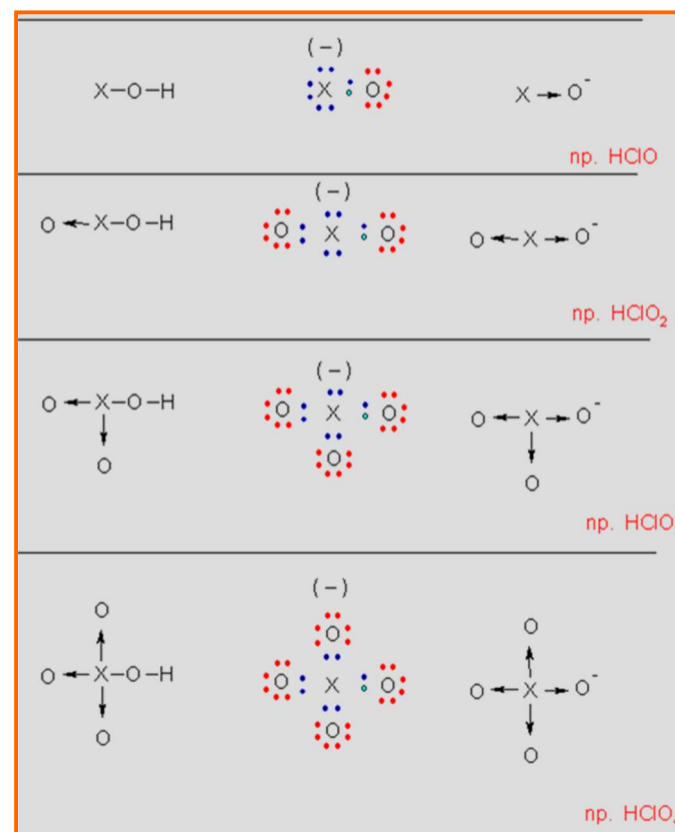 (−)
X−O−H X O X O⁻
np. HClO
(−)
O X−O−H O X O O X O⁻
np. HClO₂
(−)
O X−O−H O X O O X O⁻
O O O
np. HClO
(−)
O O O
O X−O−H O X O O X O⁻
O O O
np. HClO